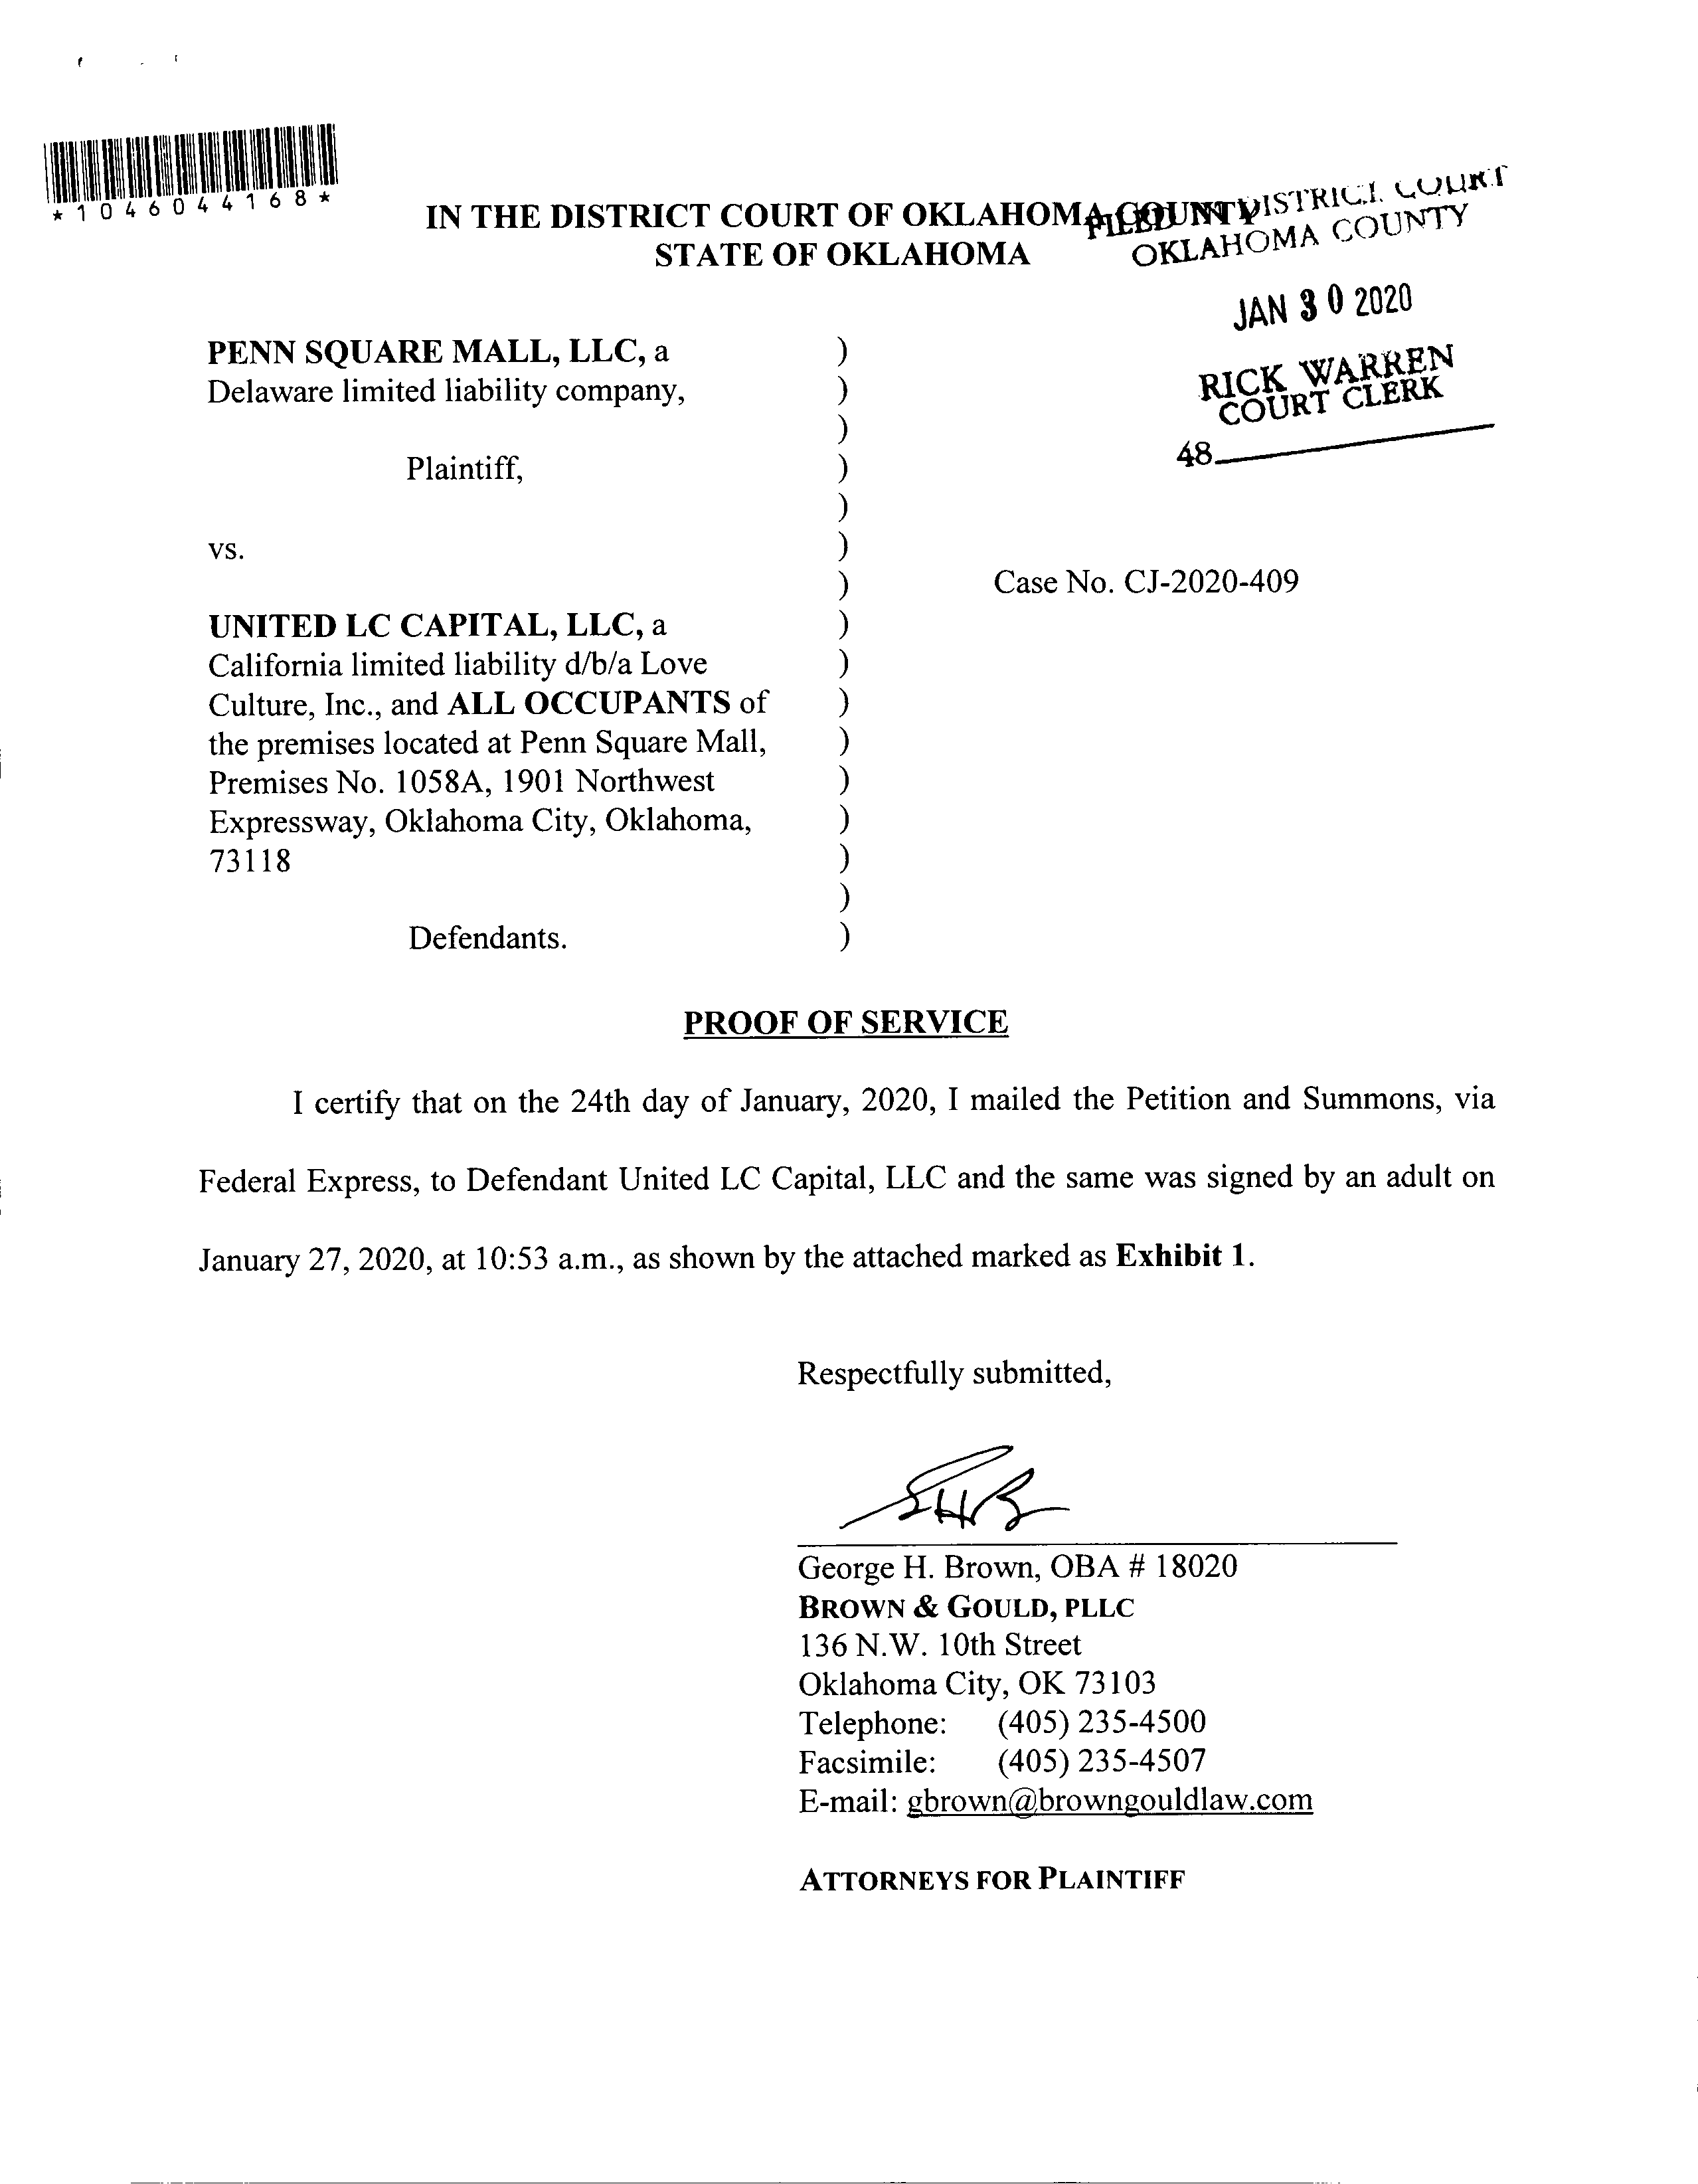 *1046044168*
IN THE DISTRICT COURT OF OKLAHOMA COUNTY
STATE OF OKLAHOMA
FILED IN DISTRICT COURT
OKLAHOMA COUNTY
JAN 30 2020
RICK WARREN
COURT CLERK
48
PENN SQUARE MALL, LLC, a )
Delaware limited liability company, )
)
Plaintiff, )
)
vs. )
) Case No. CJ-2020-409
UNITED LC CAPITAL, LLC, a )
California limited liability d/b/a Love )
Culture, Inc., and ALL OCCUPANTS of )
the premises located at Penn Square Mall, )
Premises No. 1058A, 1901 Northwest )
Expressway, Oklahoma City, Oklahoma, )
73118 )
)
Defendants. )
PROOF OF SERVICE
I certify that on the 24th day of January, 2020, I mailed the Petition and Summons, via
Federal Express, to Defendant United LC Capital, LLC and the same was signed by an adult on
January 27, 2020, at 10:53 a.m., as shown by the attached marked as Exhibit 1.
Respectfully submitted,
George H. Brown, OBA # 18020
BROWN & GOULD, PLLC
136 N.W. 10th Street
Oklahoma City, OK 73103
Telephone: (405) 235-4500
Facsimile: (405) 235-4507
E-mail: gbrown@browngouldlaw.com
ATTORNEYS FOR PLAINTIFF